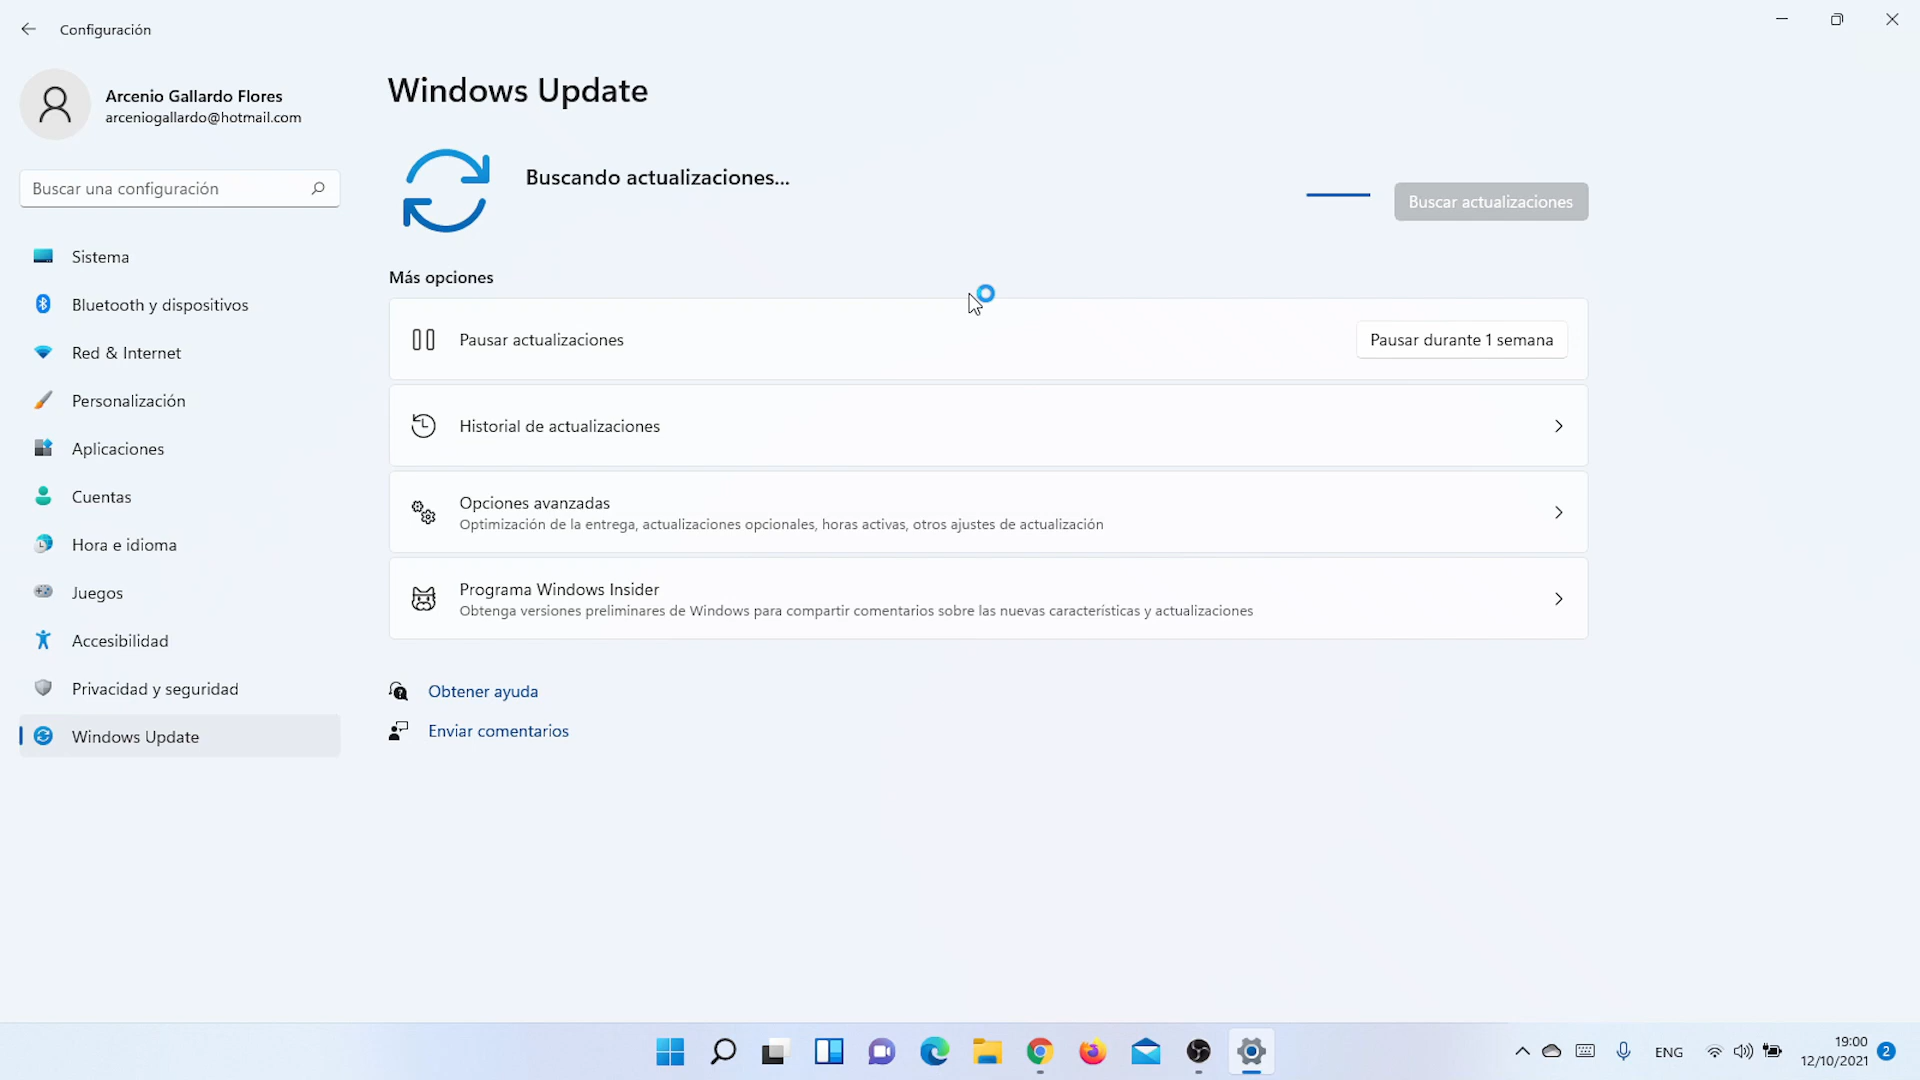 Configuración
Arcenio Gallardo Flores
arceniogallardo@hotmail.com
Buscar una configuración
Sistema
Bluetooth y dispositivos
Red & Internet
Personalización
Aplicaciones
Cuentas
Hora e idioma
Juegos
Accesibilidad
Privacidad y seguridad
Windows Update
Windows Update
Buscando actualizaciones...
Buscar actualizaciones
Más opciones
Pausar actualizaciones
Pausar durante 1 semana
Historial de actualizaciones
Opciones avanzadas
Optimización de la entrega, actualizaciones opcionales, horas activas, otros ajustes de actualización
Programa Windows Insider
Obtenga versiones preliminares de Windows para compartir comentarios sobre las nuevas características y actualizaciones
Obtener ayuda
Enviar comentarios
ENG
19:00
12/10/2021
2